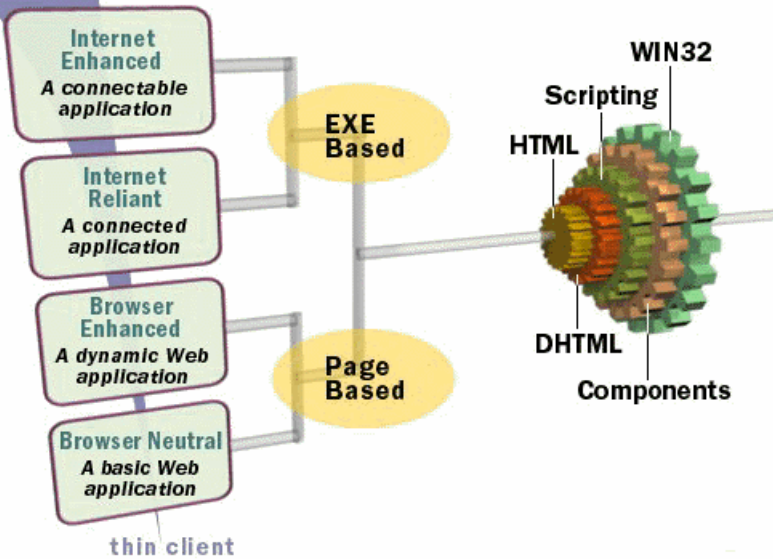 Internet
Enhanced
A connectable
application
Internet
Reliant
A connected
application
Browser
Enhanced
A dynamic Web
application
Browser Neutral
A basic Web
application
thin client
EXE
Based
Page
Based
WIN32
Scripting
HTML
DHTML
Components